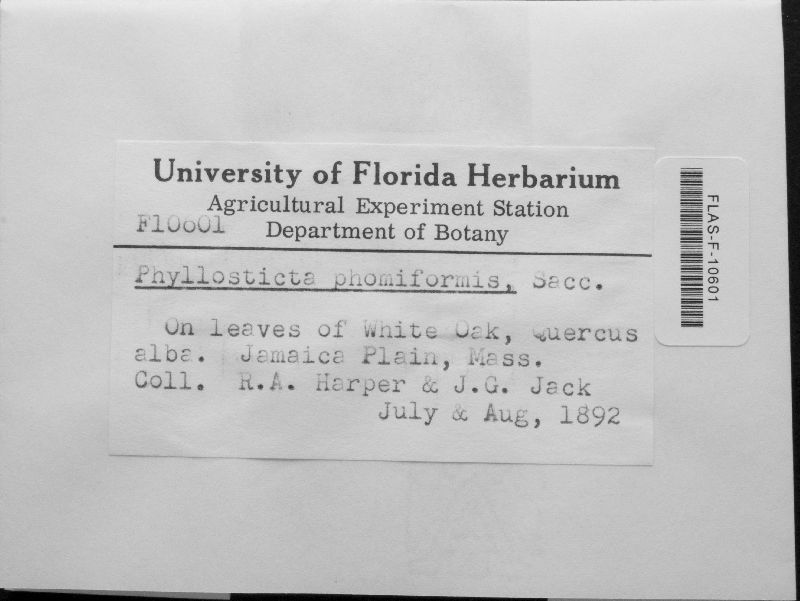 University of Florida Herbarium
Agricultural Experiment Station
F10601 Department of Botany
Phyllosticta phomiformis, Sacc.
On leaves of White Oak, Quercus
alba. Jamaica Plain, Mass.
Coll. R.A. Harper & J.G. Jack
July & Aug, 1892
FLAS-F-10601